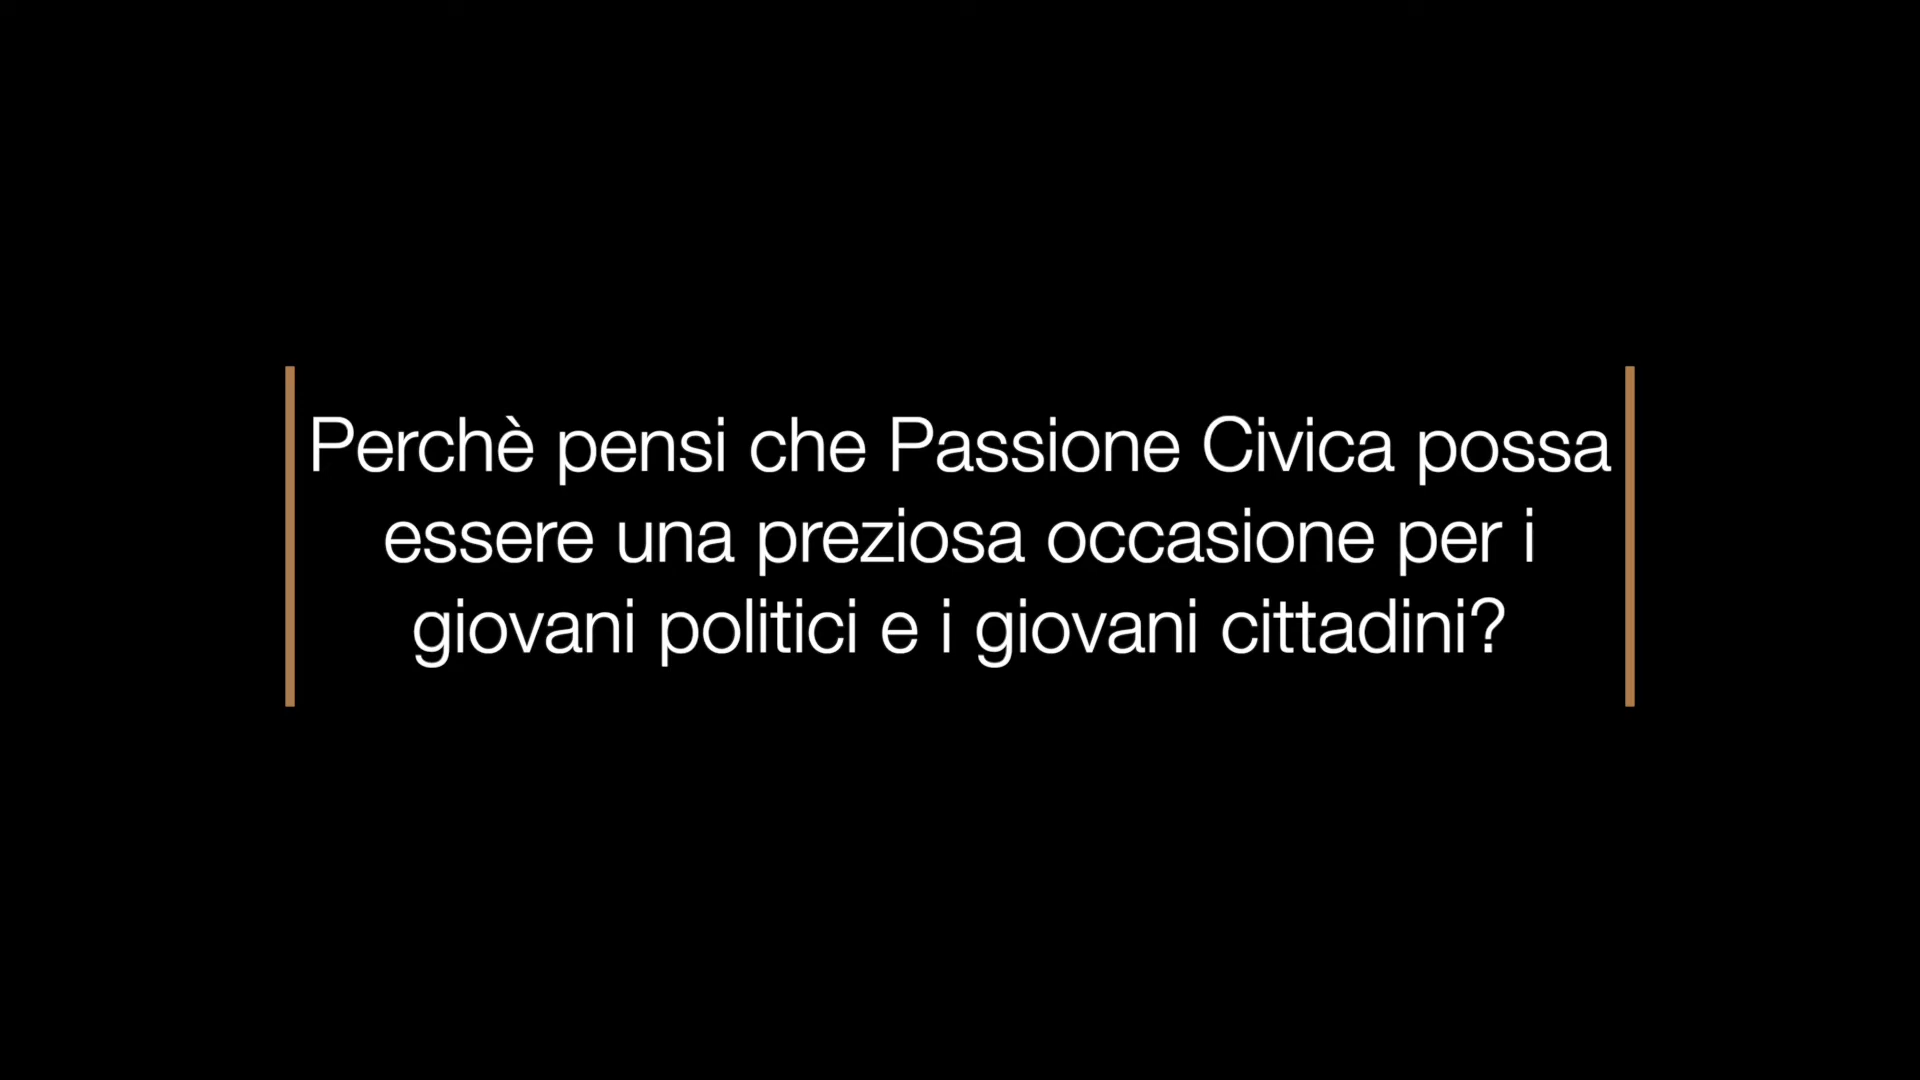 Perchè pensi che Passione Civica possa
essere una preziosa occasione per i
giovani politici e i giovani cittadini?